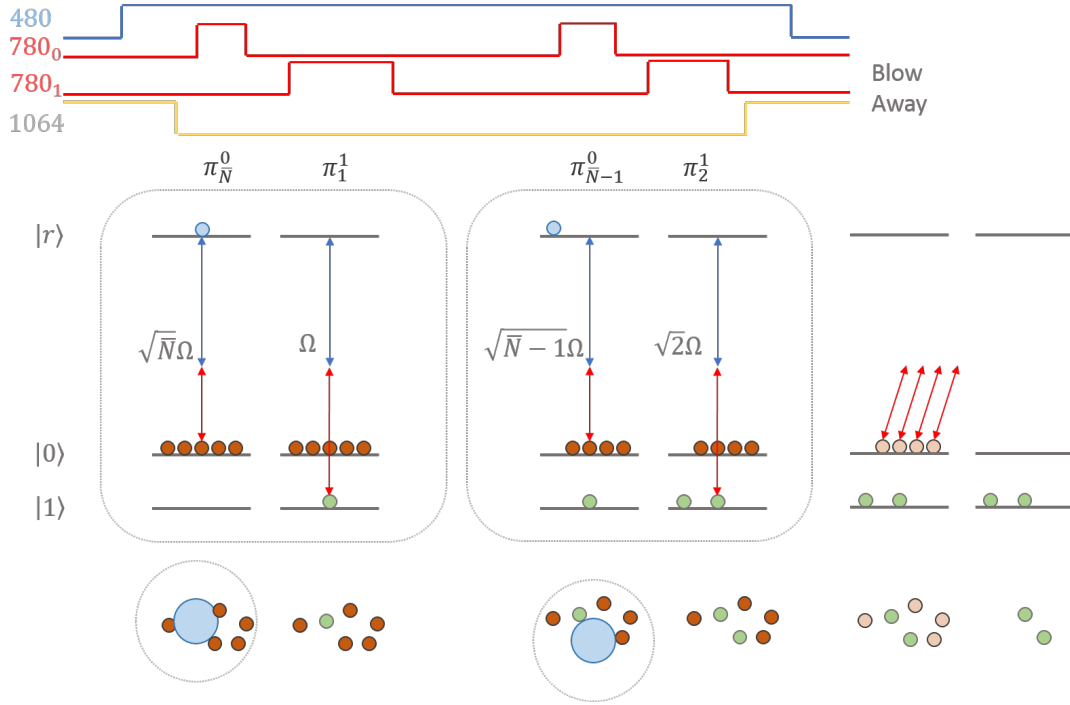 480
780₀
780₁
1064
Blow
Away
π⁰_N̅ π¹₁ π⁰_N̅₋₁ π¹₂
|r⟩
√N̅Ω Ω √N̅−1Ω √2Ω
|0⟩
|1⟩